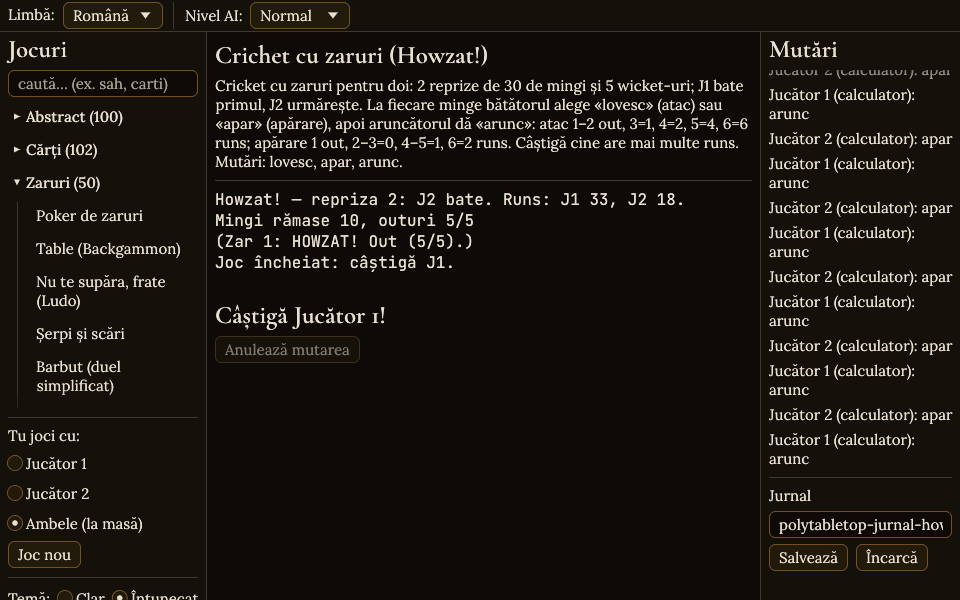 Limbă: Română ▼ Nivel AI: Normal ▼
Jocuri
caută... (ex. sah, carti)
▸ Abstract (100)
▸ Cărți (102)
▾ Zaruri (50)
Poker de zaruri
Table (Backgammon)
Nu te supăra, frate
(Ludo)
Șerpi și scări
Barbut (duel
simplificat)
Tu joci cu:
Jucător 1
Jucător 2
Ambele (la masă)
Joc nou
Temă: Clar Întunecat
Crichet cu zaruri (Howzat!)
Cricket cu zaruri pentru doi: 2 reprize de 30 de mingi și 5 wicket-uri; J1 bate
primul, J2 urmărește. La fiecare minge bătătorul alege «lovesc» (atac) sau
«apar» (apărare), apoi aruncătorul dă «arunc»: atac 1–2 out, 3=1, 4=2, 5=4, 6=6
runs; apărare 1 out, 2–3=0, 4–5=1, 6=2 runs. Câștigă cine are mai multe runs.
Mutări: lovesc, apar, arunc.
Howzat! — repriza 2: J2 bate. Runs: J1 33, J2 18.
Mingi rămase 10, outuri 5/5
(Zar 1: HOWZAT! Out (5/5).)
Joc încheiat: câștigă J1.
Câștigă Jucător 1!
Anulează mutarea
Mutări
Jucător 2 (calculator): apar
Jucător 1 (calculator):
arunc
Jucător 2 (calculator): apar
Jucător 1 (calculator):
arunc
Jucător 2 (calculator): apar
Jucător 1 (calculator):
arunc
Jucător 2 (calculator): apar
Jucător 1 (calculator):
arunc
Jucător 2 (calculator): apar
Jucător 1 (calculator):
arunc
Jucător 2 (calculator): apar
Jucător 1 (calculator):
arunc
Jurnal
polytabletop-jurnal-how
Salvează Încarcă